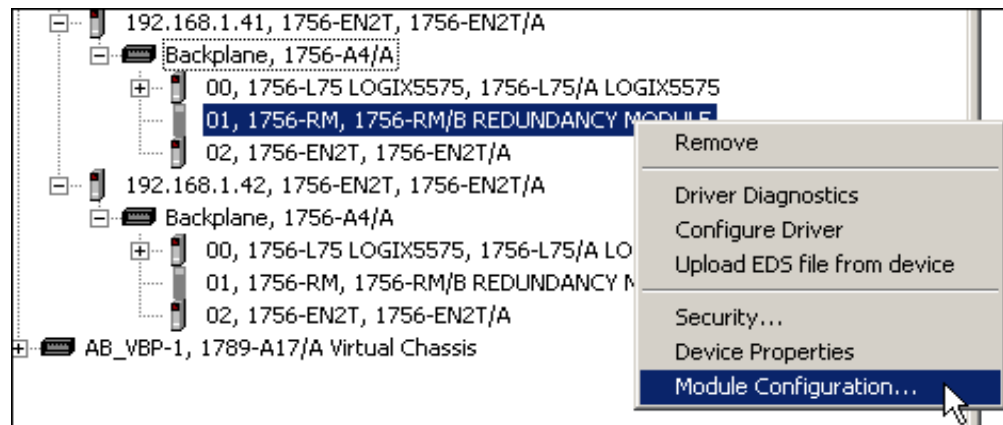 192.168.1.41, 1756-EN2T, 1756-EN2T/A
Backplane, 1756-A4/A
00, 1756-L75 LOGIX5575, 1756-L75/A LOGIX5575
01, 1756-RM, 1756-RM/B REDUNDANCY MODULE
02, 1756-EN2T, 1756-EN2T/A
192.168.1.42, 1756-EN2T, 1756-EN2T/A
Backplane, 1756-A4/A
00, 1756-L75 LOGIX5575, 1756-L75/A LO
01, 1756-RM, 1756-RM/B REDUNDANCY
02, 1756-EN2T, 1756-EN2T/A
AB_VBP-1, 1789-A17/A Virtual Chassis
Remove
Driver Diagnostics
Configure Driver
Upload EDS file from device
Security...
Device Properties
Module Configuration...